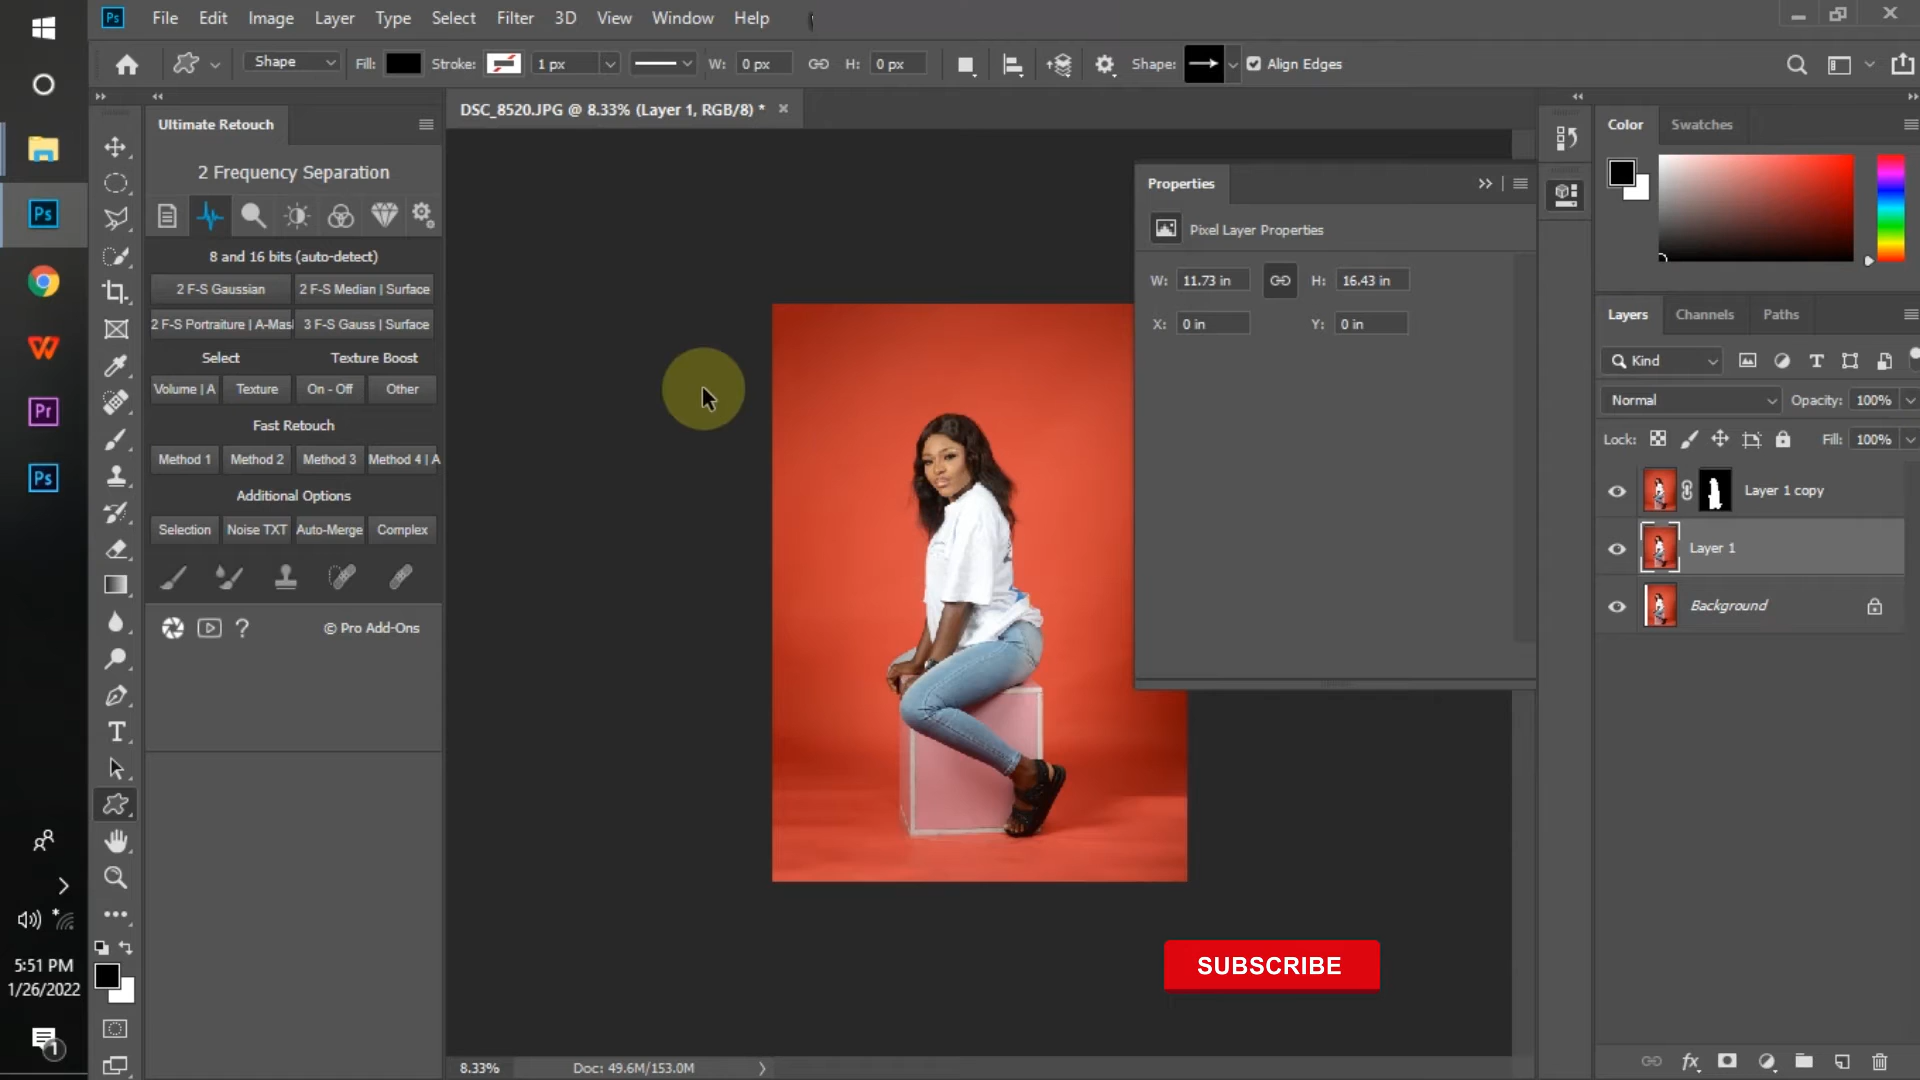 Ps File Edit Image Layer Type Select Filter 3D View Window Help
Shape Fill: Stroke: 1 px W: 0 px H: 0 px Shape: Align Edges
DSC_8520.JPG @ 8.33% (Layer 1, RGB/8) *
Ultimate Retouch
2 Frequency Separation
8 and 16 bits (auto-detect)
2 F-S Gaussian 2 F-S Median | Surface
2 F-S Portraiture | A-Mas 3 F-S Gauss | Surface
Select Texture Boost
Volume | A Texture On - Off Other
Fast Retouch
Method 1 Method 2 Method 3 Method 4 | A
Additional Options
Selection Noise TXT Auto-Merge Complex
? © Pro Add-Ons
Properties
Pixel Layer Properties
W: 11.73 in H: 16.43 in
X: 0 in Y: 0 in
Color Swatches
Layers Channels Paths
Kind
Normal Opacity: 100%
Lock: Fill: 100%
Layer 1 copy
Layer 1
Background
SUBSCRIBE
8.33% Doc: 49.6M/153.0M
Ps
W
Pr
Ps
5:51 PM
1/26/2022
1
T
fx